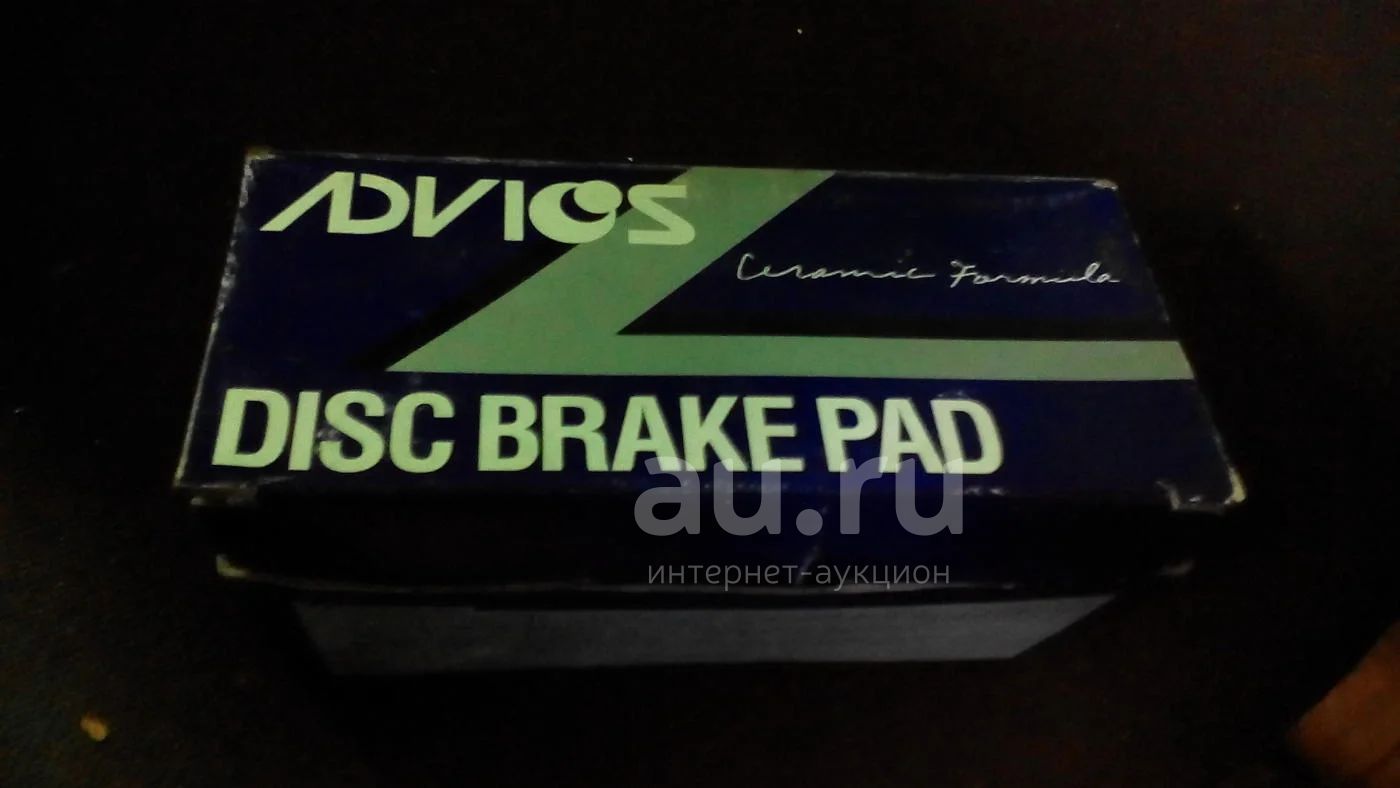 ADVICS
Ceramic Formula
DISC BRAKE PAD
au.ru
интернет-аукцион